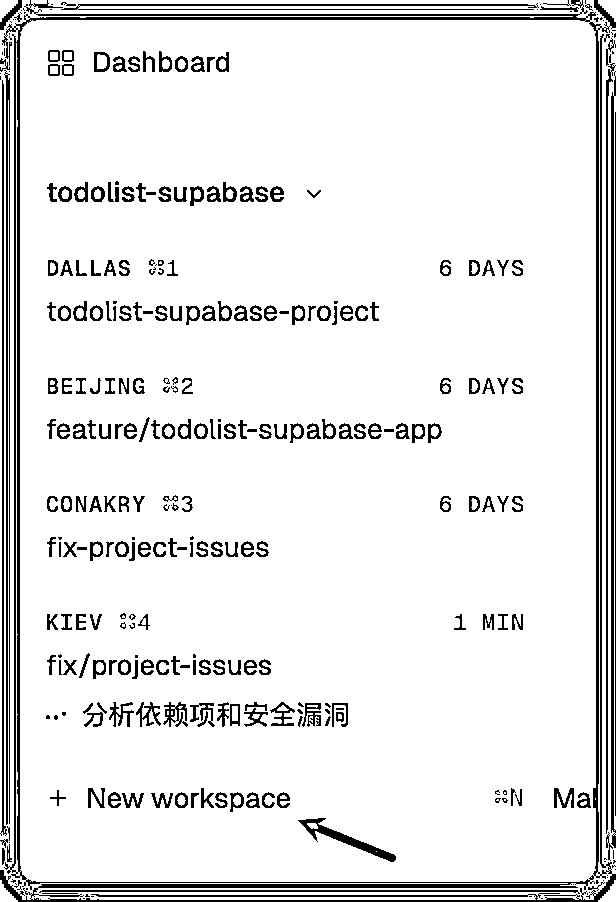 Dashboard
todolist-supabase
DALLAS ⌘1 6 DAYS
todolist-supabase-project
BEIJING ⌘2 6 DAYS
feature/todolist-supabase-app
CONAKRY ⌘3 6 DAYS
fix-project-issues
KIEV ⌘4 1 MIN
fix/project-issues
··· 分析依赖项和安全漏洞
+ New workspace ⌘N